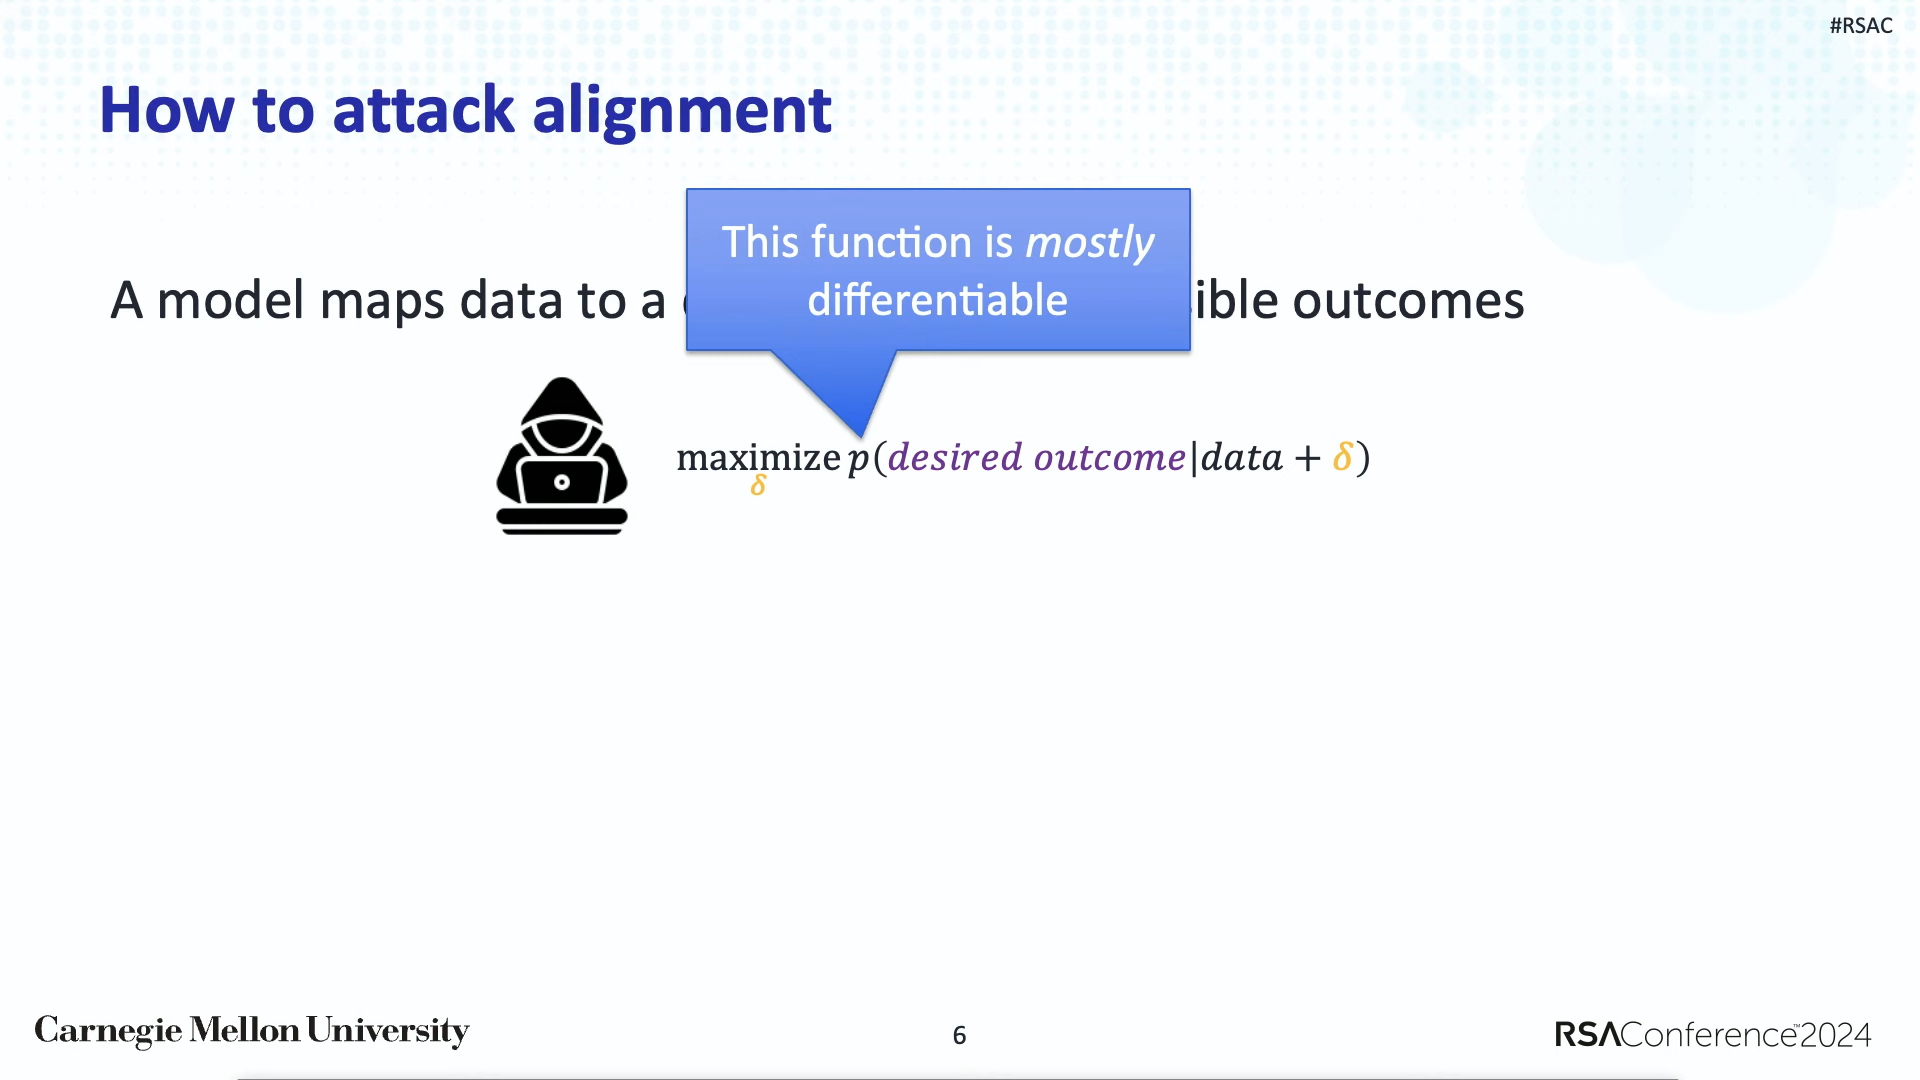 #RSAC
How to attack alignment
This function is mostly
differentiable
A model maps data to a ible outcomes
maximize p(desired outcome|data + δ)
δ
Carnegie Mellon University
6
RSAConference™2024